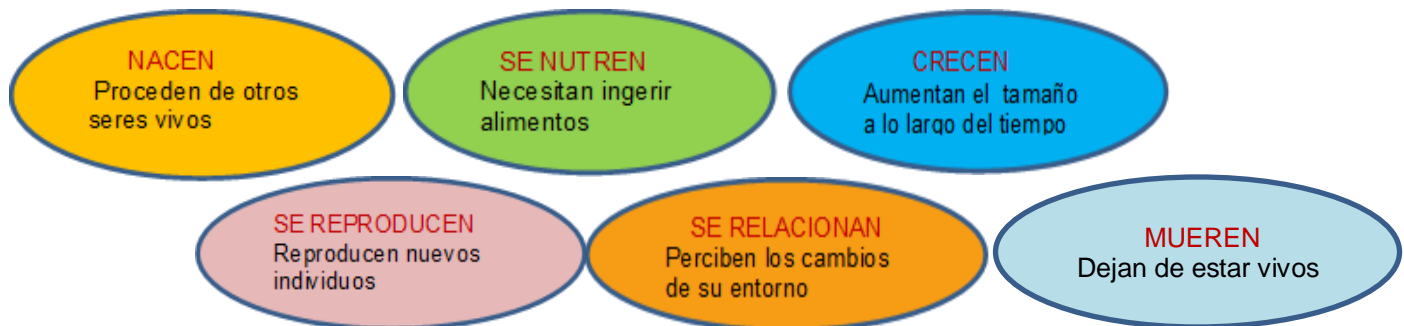 NACEN
Proceden de otros
seres vivos
SE NUTREN
Necesitan ingerir
alimentos
CRECEN
Aumentan el tamaño
a lo largo del tiempo
SE REPRODUCEN
Reproducen nuevos
individuos
SE RELACIONAN
Perciben los cambios
de su entorno
MUEREN
Dejan de estar vivos